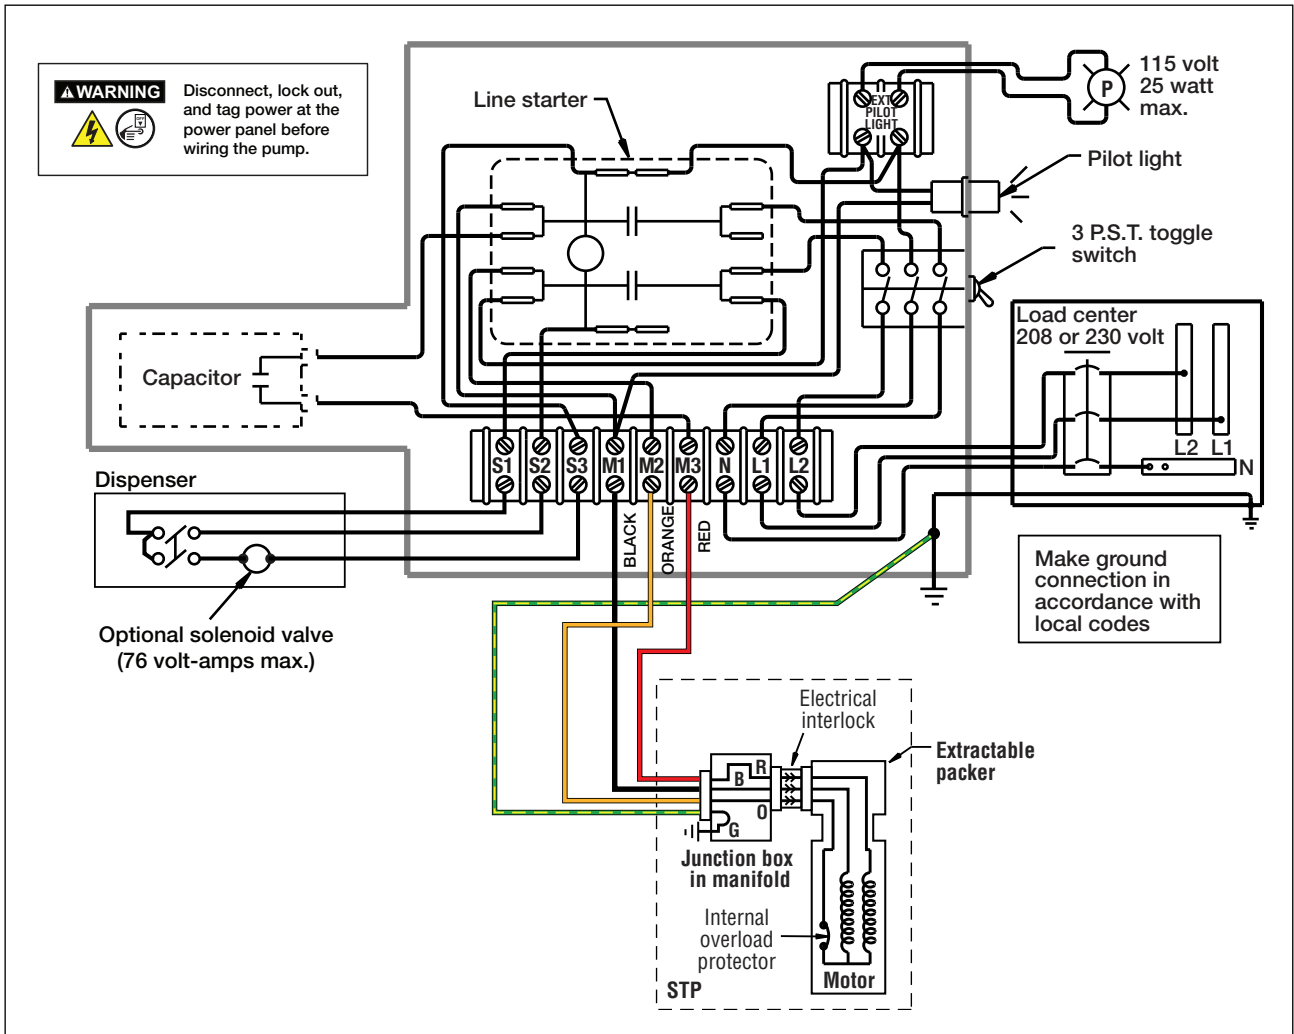 WARNING
Disconnect, lock out,
and tag power at the
power panel before
wiring the pump.
Line starter
EXT
PILOT
LIGHT
P
115 volt
25 watt
max.
Pilot light
3 P.S.T. toggle
switch
Load center
208 or 230 volt
L2 L1
N
Capacitor
S1 S2 S3 M1 M2 M3 N L1 L2
Dispenser
BLACK
ORANGE
RED
Optional solenoid valve
(76 volt-amps max.)
Make ground
connection in
accordance with
local codes
Electrical
interlock
Extractable
packer
R
B
O
G
Junction box
in manifold
Internal
overload
protector
Motor
STP